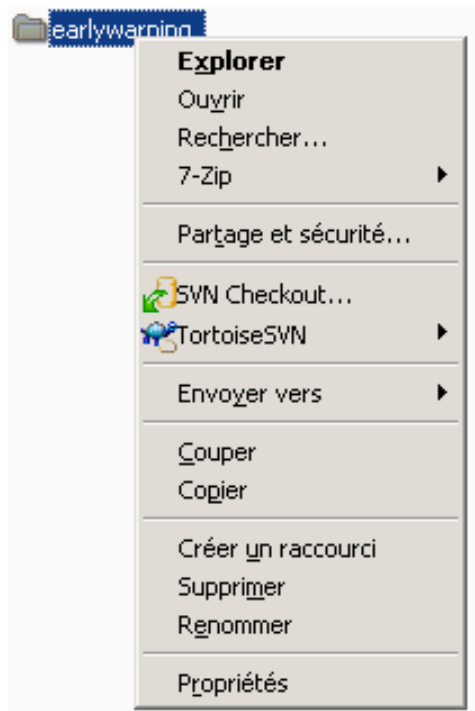 earlywarning
Explorer
Ouvrir
Rechercher...
7-Zip
Partage et sécurité...
SVN Checkout...
TortoiseSVN
Envoyer vers
Couper
Copier
Créer un raccourci
Supprimer
Renommer
Propriétés